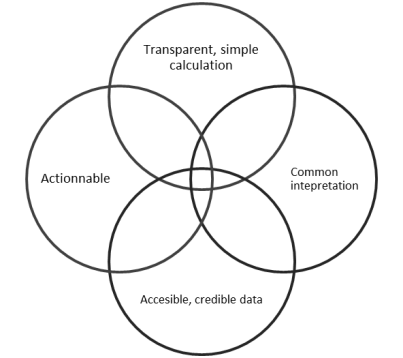 Transparent, simple
calculation
Actionnable
Common
intepretation
Accesible, credible data